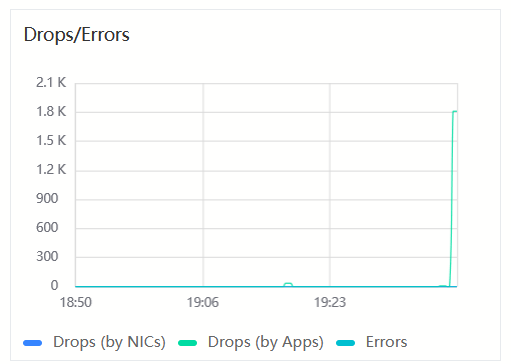 Drops/Errors
2.1 K
1.8 K
1.5 K
1.2 K
900
600
300
0
18:50 19:06 19:23
Drops (by NICs) Drops (by Apps) Errors